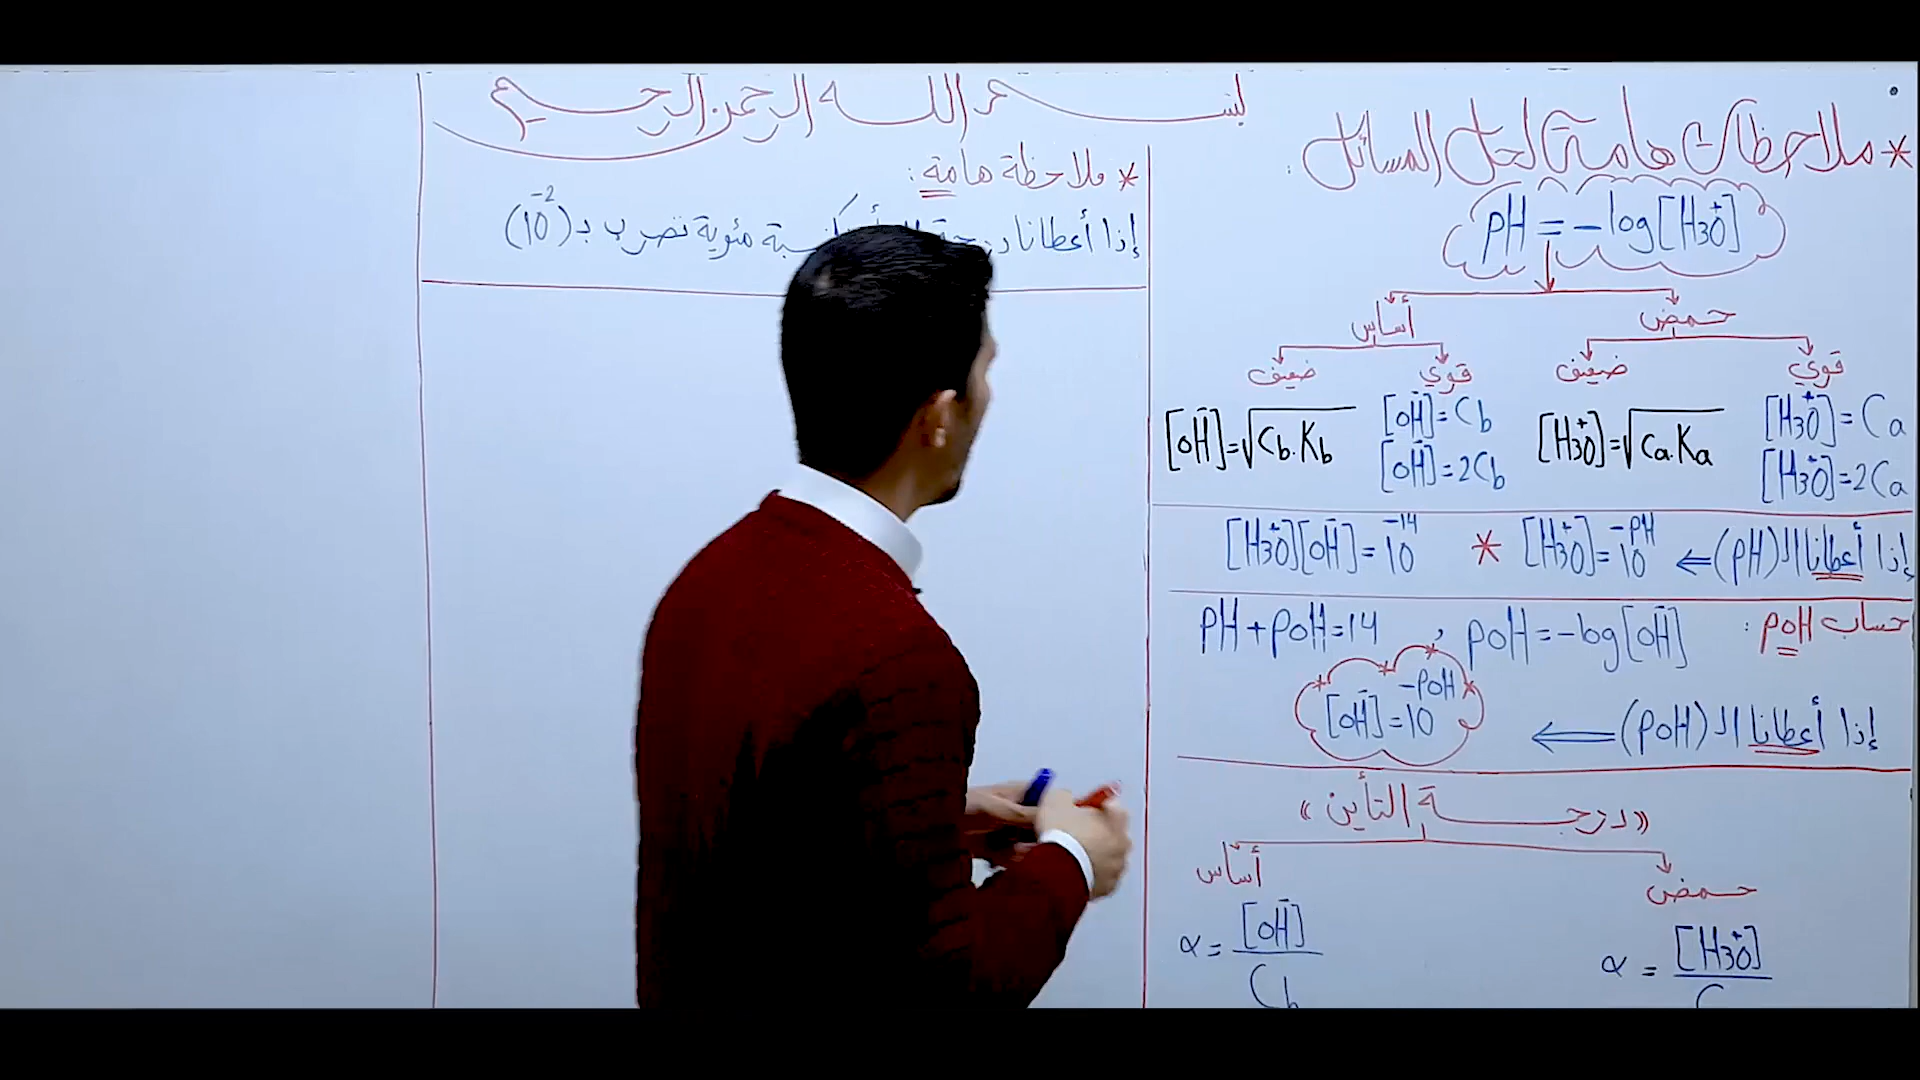 بسم الله الرحمن الرحيم
* ملاحظات هامة لحل المسائل :
pH = -log[H3O+]
حمض أساس
قوي ضعيف قوي ضعيف
[H3O+] = Ca
[H3O+] = 2Ca
[H3O+] = √Ca.Ka
[OH-] = Cb
[OH-] = 2Cb
[OH-] = √Cb.Kb
إذا أعطانا الـ (pH) ⇐ [H3O+] = 10^-pH * [H3O+][OH-] = 10^-14
حساب pOH : pOH = -log[OH-] , pH + pOH = 14
إذا أعطانا الـ (pOH) ⇐ [OH-] = 10^-pOH
« درجة التأين »
حمض أساس
α = [H3O+] / C
α = [OH-] / Cb
* ملاحظة هامة :
إذا أعطانا نسبة مئوية نضرب بـ (10^-2)